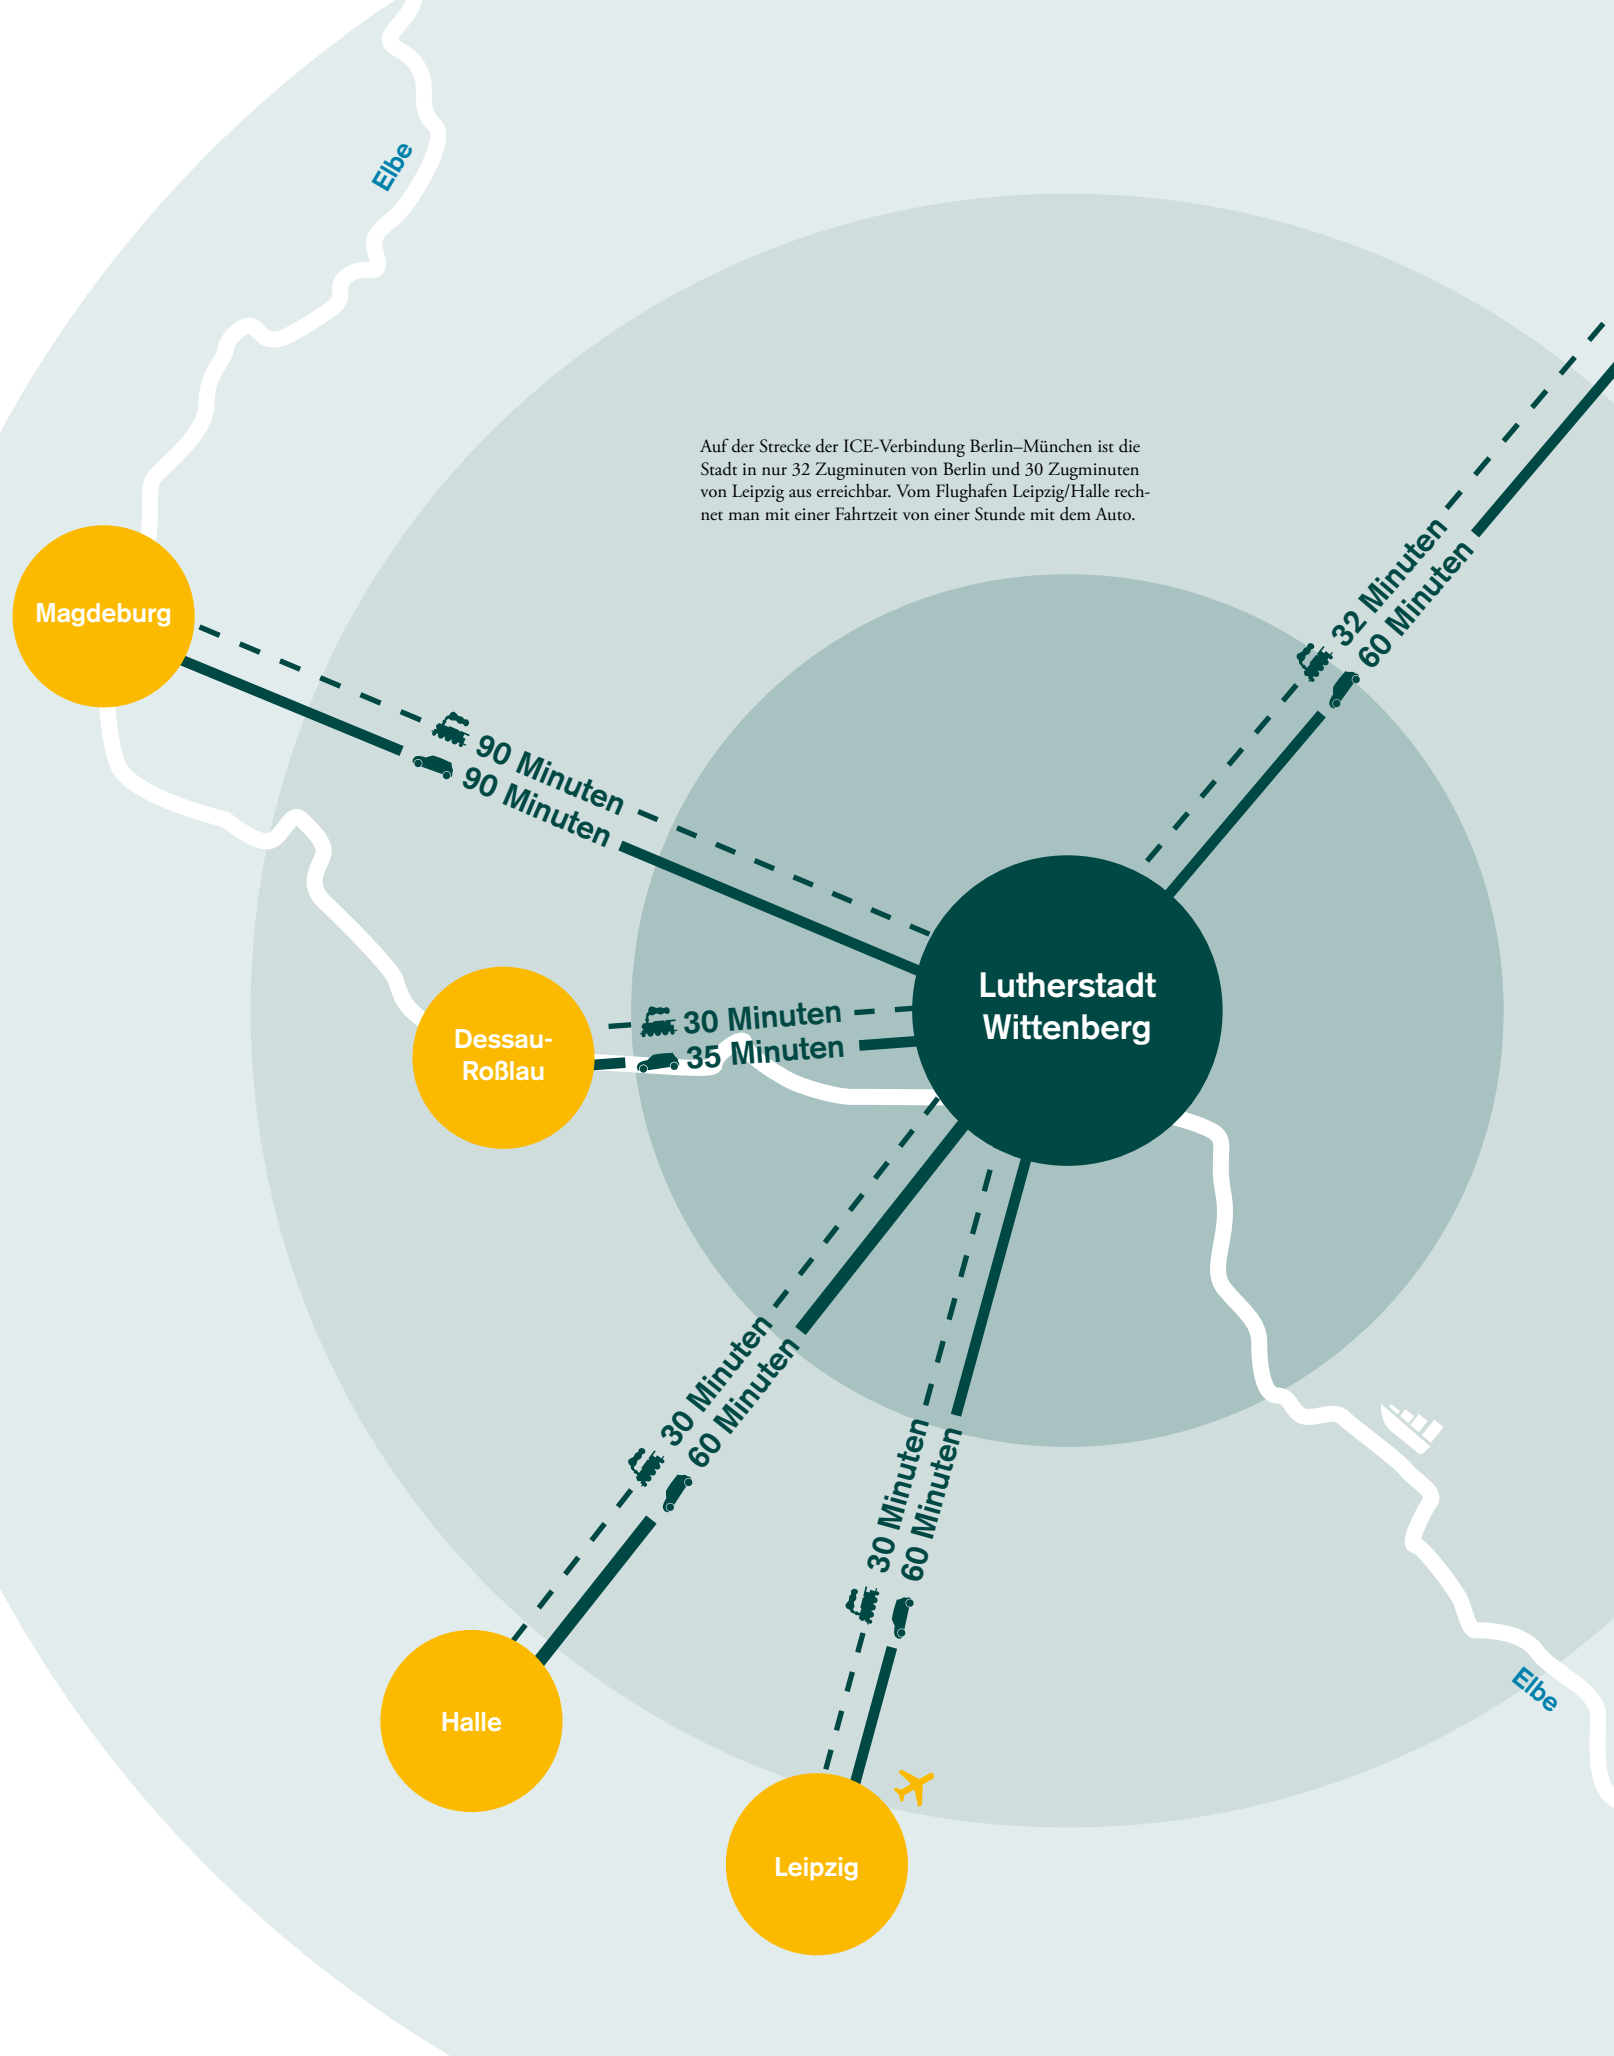 Elbe
Auf der Strecke der ICE-Verbindung Berlin–München ist die
Stadt in nur 32 Zugminuten von Berlin und 30 Zugminuten
von Leipzig aus erreichbar. Vom Flughafen Leipzig/Halle rech-
net man mit einer Fahrtzeit von einer Stunde mit dem Auto.
32 Minuten
60 Minuten
Magdeburg
90 Minuten
90 Minuten
Lutherstadt
Wittenberg
30 Minuten
35 Minuten
Dessau-
Roßlau
30 Minuten
60 Minuten
30 Minuten
60 Minuten
Elbe
Halle
Leipzig